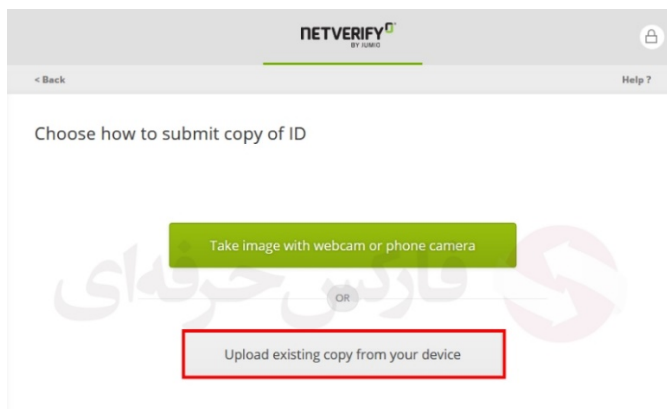 NETVERIFY
BY JUMIO
< Back
Help ?
Choose how to submit copy of ID
Take image with webcam or phone camera
فارکس حرفه‌ای
OR
Upload existing copy from your device